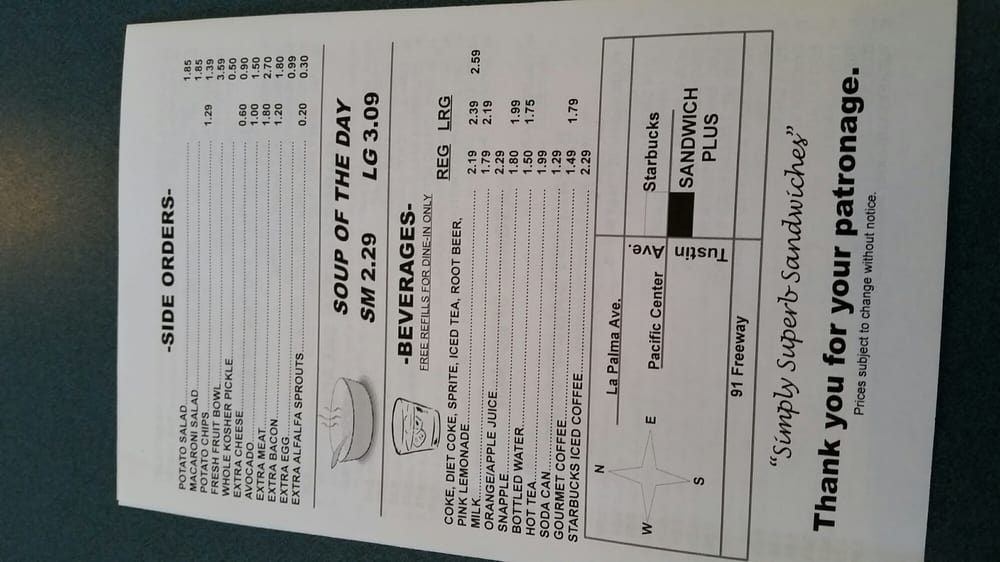 -SIDE ORDERS-
POTATO SALAD........ 1.85
MACARONI SALAD........ 1.85
POTATO CHIPS........ 1.29 1.39
FRESH FRUIT BOWL........ 3.59
WHOLE KOSHER PICKLE........ 0.50
EXTRA CHEESE........ 0.60 0.90
AVOCADO........ 1.00 1.50
EXTRA MEAT........ 1.80 2.70
EXTRA BACON........ 1.20 1.80
EXTRA EGG........ 0.99
EXTRA ALFALFA SPROUTS........ 0.20 0.30
SOUP OF THE DAY
SM 2.29 LG 3.09
-BEVERAGES-
FREE REFILLS FOR DINE-IN ONLY
REG LRG
COKE, DIET COKE, SPRITE, ICED TEA, ROOT BEER,
PINK LEMONADE........ 2.19 2.39 2.59
MILK........ 1.79 2.19
ORANGE/APPLE JUICE........ 2.29
SNAPPLE........ 1.80 1.99
BOTTLED WATER........ 1.50 1.75
HOT TEA........ 1.99
SODA CAN........ 1.29
GOURMET COFFEE........ 1.49 1.79
STARBUCKS ICED COFFEE........ 2.29
N
W E
S
La Palma Ave.
Pacific Center
Tustin Ave.
Starbucks
SANDWICH PLUS
91 Freeway
"Simply Superb Sandwiches"
Thank you for your patronage.
Prices subject to change without notice.